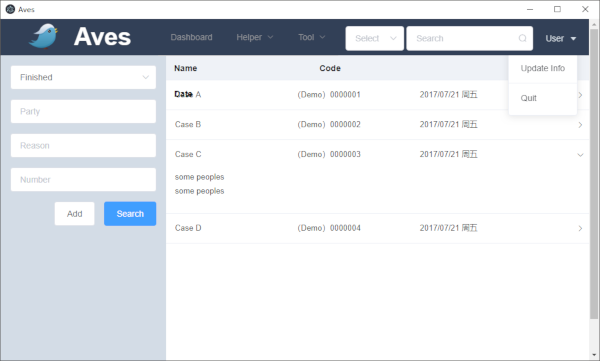 Aves
Aves
Dashboard
Helper
Tool
Select
Search
User
Update Info
Quit
Finished
Party
Reason
Number
Add
Search
Name
Code
Date
Case A (Demo) 0000001 2017/07/21 周五
Case B (Demo) 0000002 2017/07/21 周五
Case C (Demo) 0000003 2017/07/21 周五
some peoples
some peoples
Case D (Demo) 0000004 2017/07/21 周五